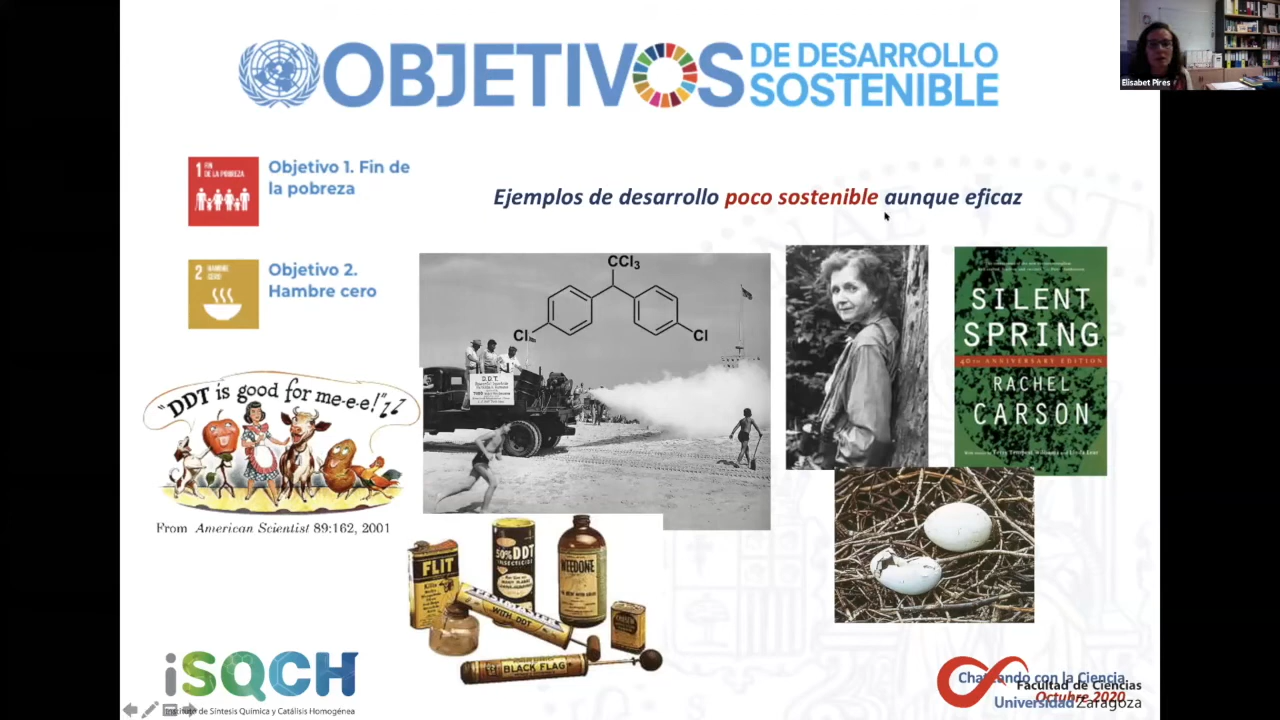 OBJETIVOS DE DESARROLLO
SOSTENIBLE
Elisabet Pires
1 FIN
DE LA POBREZA
Objetivo 1. Fin de
la pobreza
Ejemplos de desarrollo poco sostenible aunque eficaz
2 HAMBRE
CERO
Objetivo 2.
Hambre cero
CCl3
Cl
Cl
D.D.T.
SILENT
SPRING
40TH ANNIVERSARY EDITION
RACHEL
CARSON
"DDT is good for me-e-e!"
From American Scientist 89:162, 2001
FLIT
50% DDT
INSECTICIDE
WEEDONE
WITH DDT
BLACK FLAG
iSQCH
Instituto de Síntesis Química y Catálisis Homogénea
Chateando con la Ciencia.
Facultad de Ciencias
Octubre 2020
Universidad Zaragoza